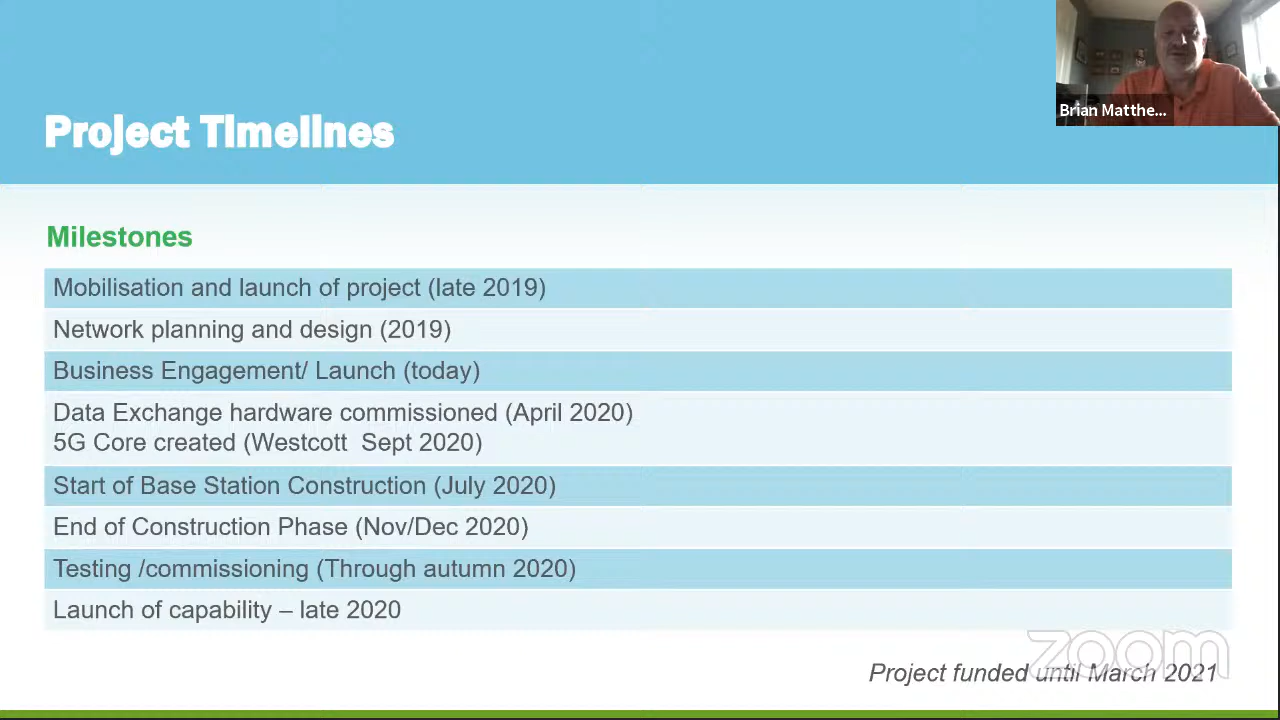 Project Timelines
Brian Matthe...
Milestones
Mobilisation and launch of project (late 2019)
Network planning and design (2019)
Business Engagement/ Launch (today)
Data Exchange hardware commissioned (April 2020)
5G Core created (Westcott  Sept 2020)
Start of Base Station Construction (July 2020)
End of Construction Phase (Nov/Dec 2020)
Testing /commissioning (Through autumn 2020)
Launch of capability – late 2020
zoom
Project funded until March 2021